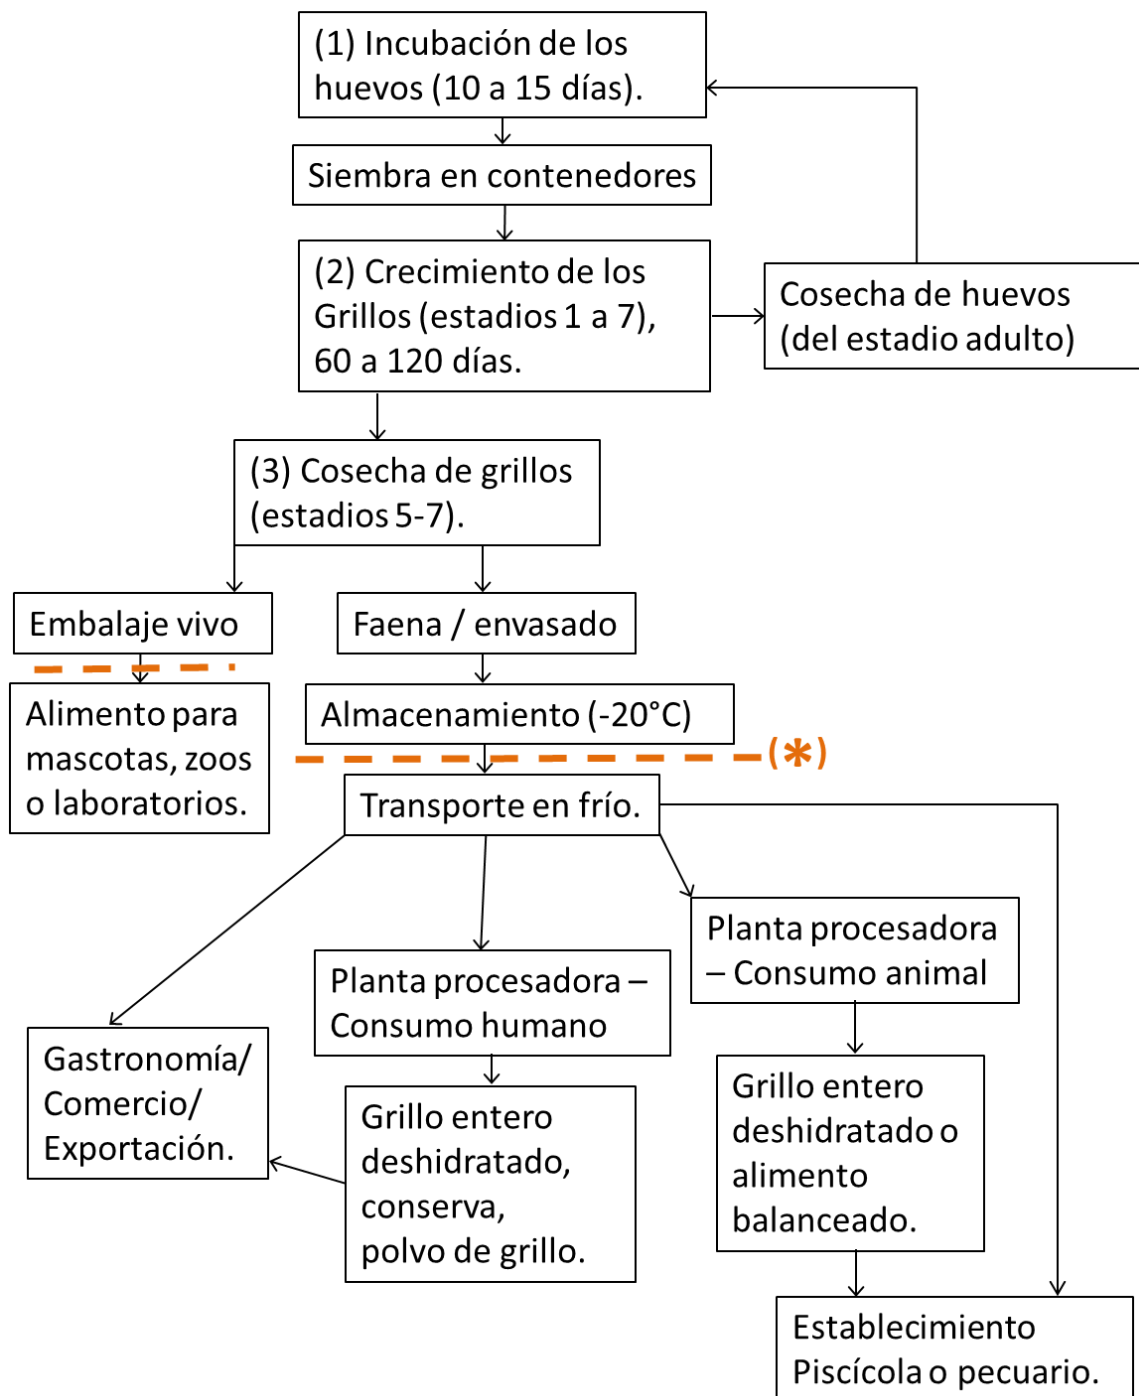 (1) Incubación de los
huevos (10 a 15 días).
Siembra en contenedores
(2) Crecimiento de los
Grillos (estadios 1 a 7),
60 a 120 días.
Cosecha de huevos
(del estadio adulto)
(3) Cosecha de grillos
(estadios 5-7).
Embalaje vivo
Faena / envasado
Alimento para
mascotas, zoos
o laboratorios.
Almacenamiento (-20°C)
(*)
Transporte en frío.
Planta procesadora
– Consumo animal
Planta procesadora –
Consumo humano
Gastronomía/
Comercio/
Exportación.
Grillo entero
deshidratado,
conserva,
polvo de grillo.
Grillo entero
deshidratado o
alimento
balanceado.
Establecimiento
Piscícola o pecuario.